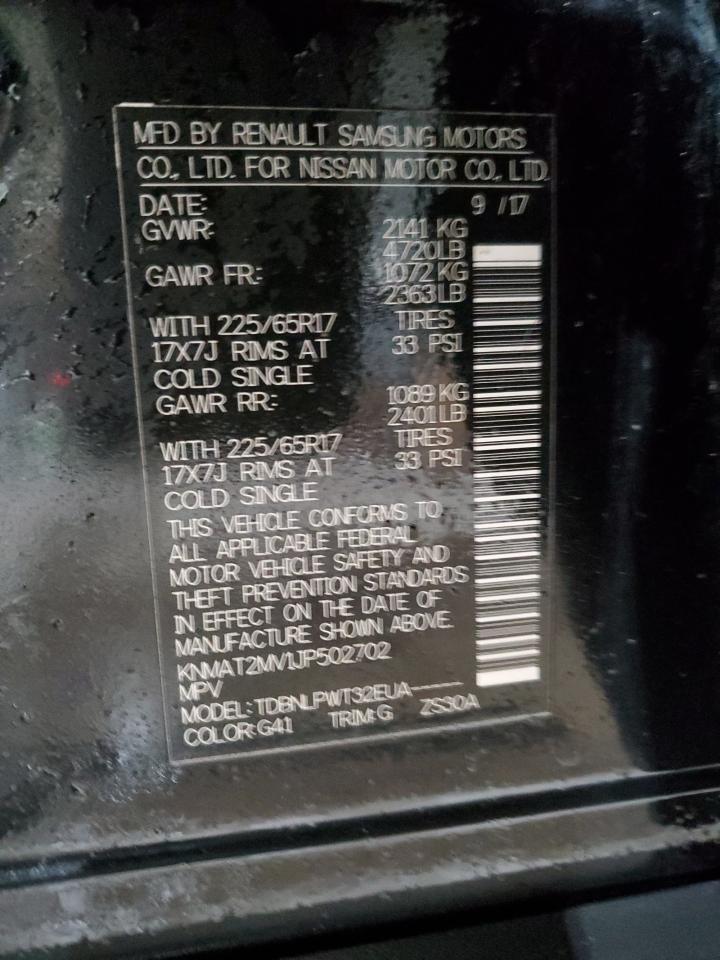 MFD BY RENAULT SAMSUNG MOTORS
CO., LTD. FOR NISSAN MOTOR CO., LTD.
DATE: 9 /17
GVWR: 2141 KG
4720LB
GAWR FR: 1072 KG
2363LB
WITH 225/65R17 TIRES
17X7J RIMS AT 33 PSI
COLD SINGLE
GAWR RR: 1089 KG
2401LB
WITH 225/65R17 TIRES
17X7J RIMS AT 33 PSI
COLD SINGLE
THIS VEHICLE CONFORMS TO
ALL APPLICABLE FEDERAL
MOTOR VEHICLE SAFETY AND
THEFT PREVENTION STANDARDS
IN EFFECT ON THE DATE OF
MANUFACTURE SHOWN ABOVE.
KNMAT2MV1JP502702
MPV
MODEL: TDBNLPWT32EUA-----
COLOR: G41 TRIM: G ZSS0A